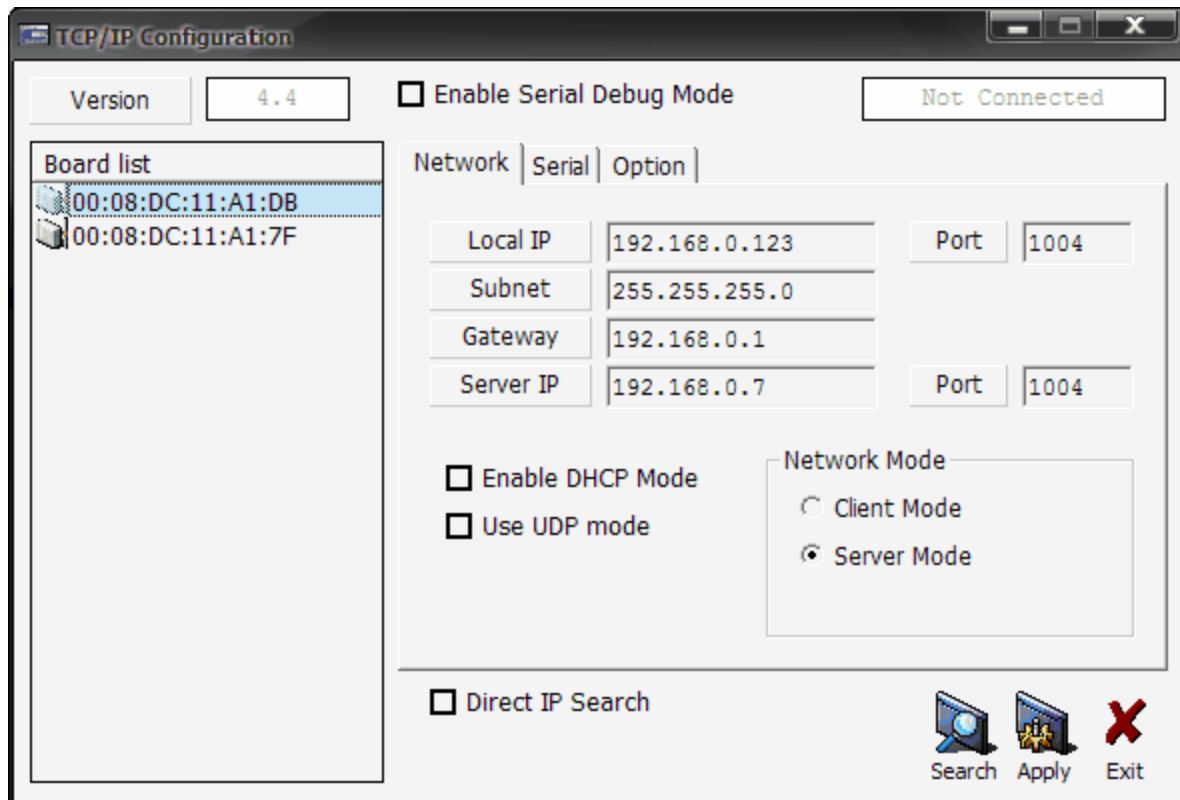 TCP/IP Configuration
Version 4.4 Enable Serial Debug Mode Not Connected
Board list
00:08:DC:11:A1:DB
00:08:DC:11:A1:7F
Network Serial Option
Local IP 192.168.0.123 Port 1004
Subnet 255.255.255.0
Gateway 192.168.0.1
Server IP 192.168.0.7 Port 1004
Enable DHCP Mode
Use UDP mode
Network Mode
Client Mode
Server Mode
Direct IP Search
Search Apply Exit